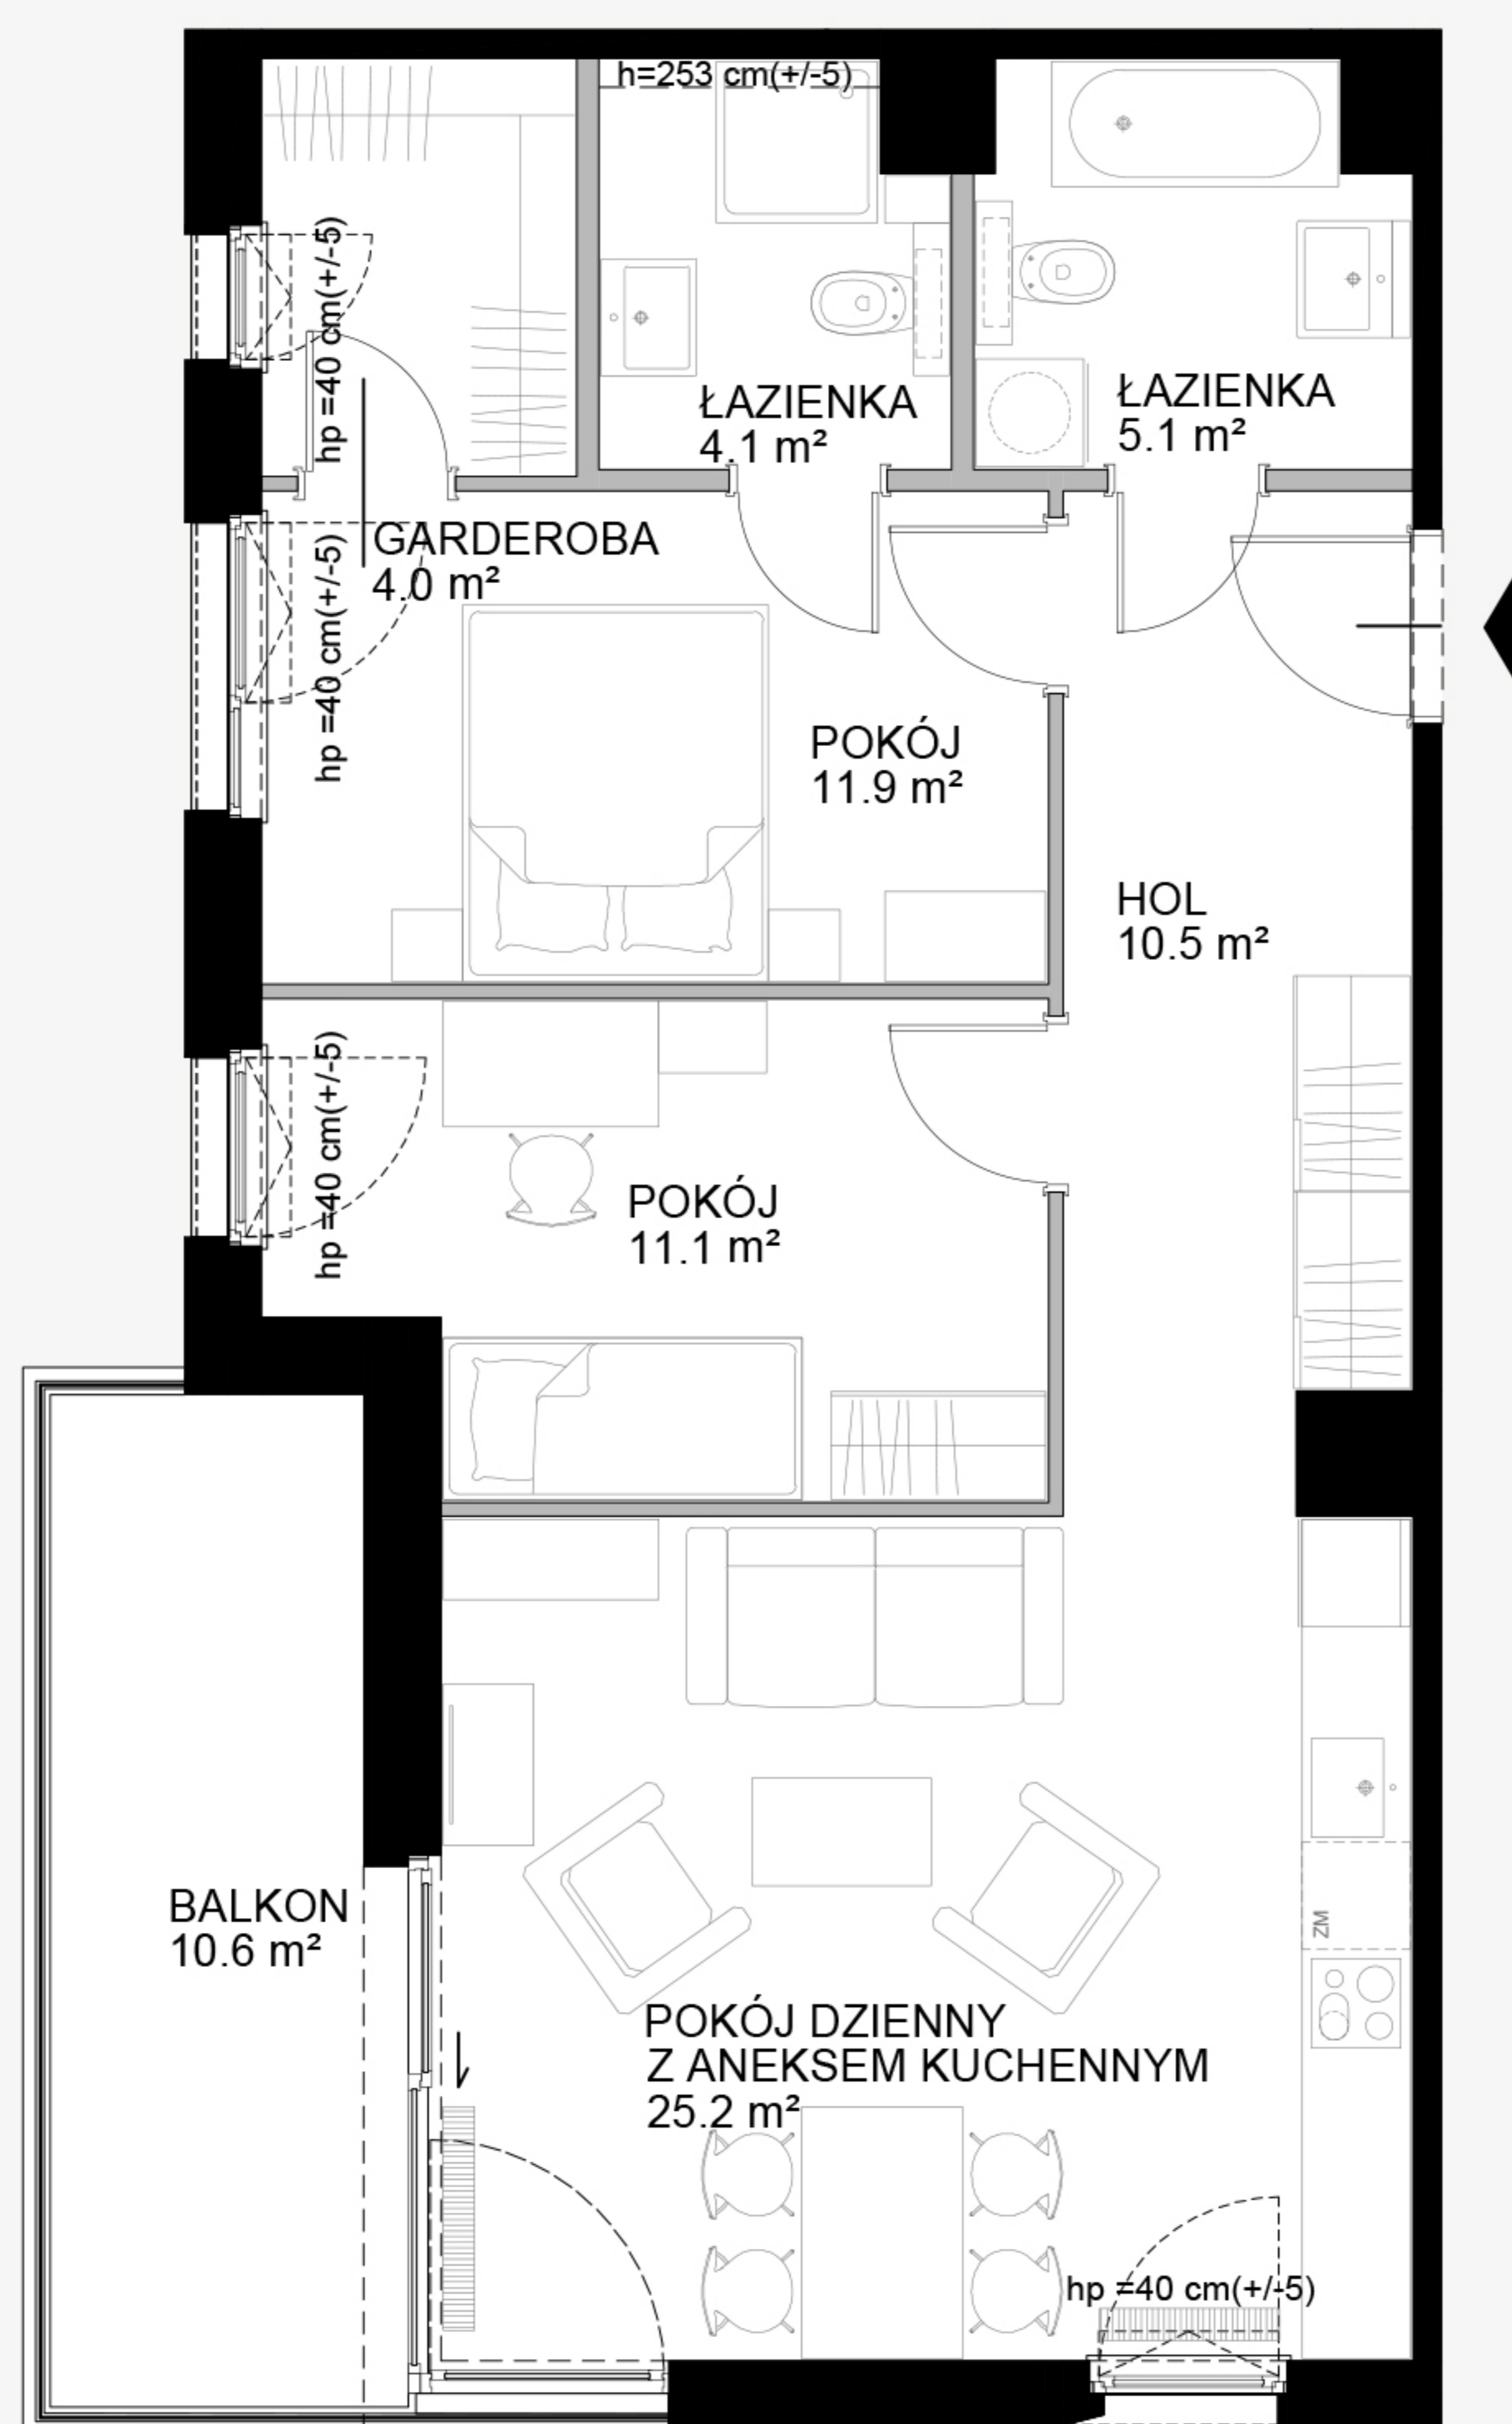 h=253 cm(+/-5)
hp =40 cm(+/-5)
ŁAZIENKA
4.1 m²
ŁAZIENKA
5.1 m²
GARDEROBA
4.0 m²
hp =40 cm(+/-5)
POKÓJ
11.9 m²
HOL
10.5 m²
hp =40 cm(+/-5)
POKÓJ
11.1 m²
BALKON
10.6 m²
ZM
POKÓJ DZIENNY
Z ANEKSEM KUCHENNYM
25.2 m²
hp =40 cm(+/-5)